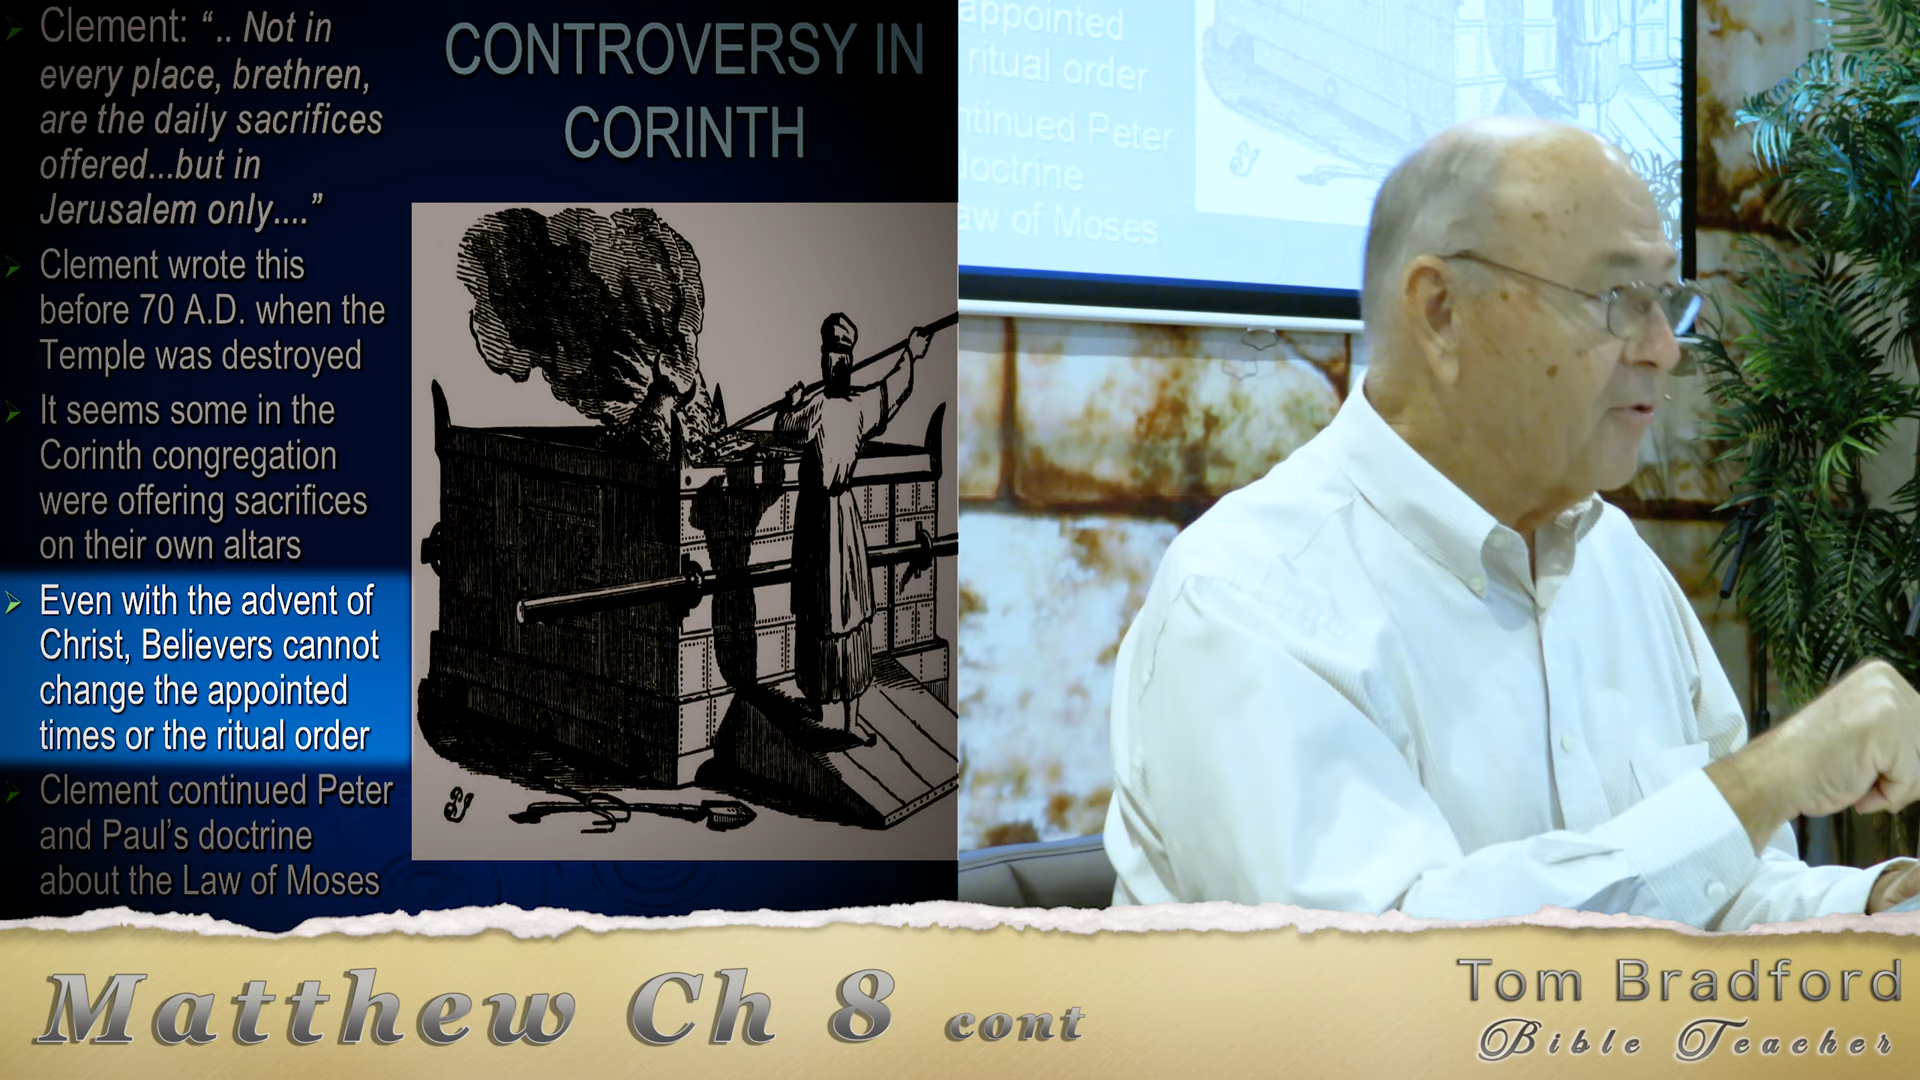 CONTROVERSY IN
CORINTH
Clement: “.. Not in
every place, brethren,
are the daily sacrifices
offered...but in
Jerusalem only....”
Clement wrote this
before 70 A.D. when the
Temple was destroyed
It seems some in the
Corinth congregation
were offering sacrifices
on their own altars
Even with the advent of
Christ, Believers cannot
change the appointed
times or the ritual order
Clement continued Peter
and Paul’s doctrine
about the Law of Moses
appointed
ritual order
Peter
doctrine
of Moses
Matthew Ch 8 cont
Tom Bradford
Bible Teacher